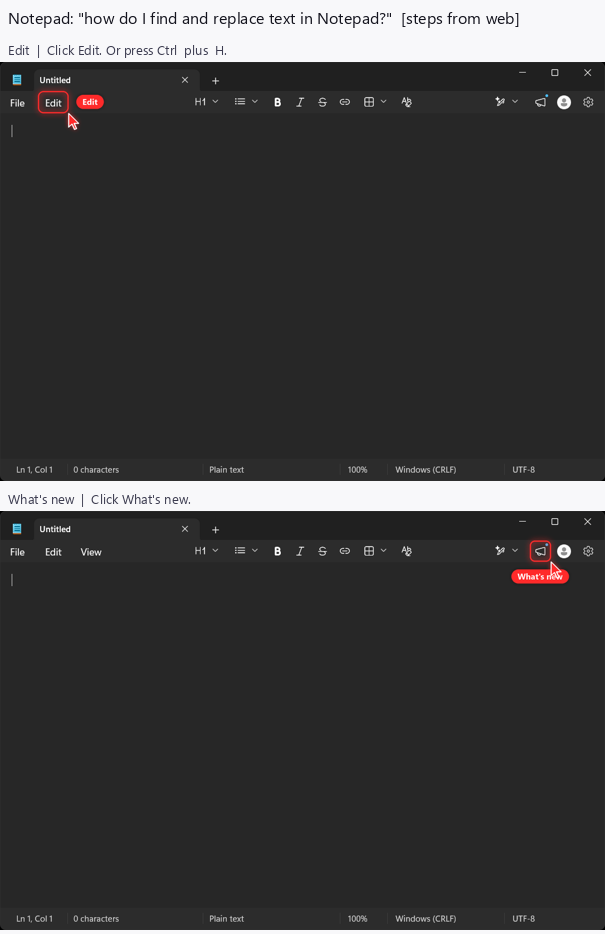 Notepad: "how do I find and replace text in Notepad?"  [steps from web]
Edit  |  Click Edit. Or press Ctrl  plus  H.
Untitled
File Edit Edit H1 B I S
Ln 1, Col 1 0 characters Plain text 100% Windows (CRLF) UTF-8
What's new  |  Click What's new.
Untitled
File Edit View H1 B I S
What's new
Ln 1, Col 1 0 characters Plain text 100% Windows (CRLF) UTF-8